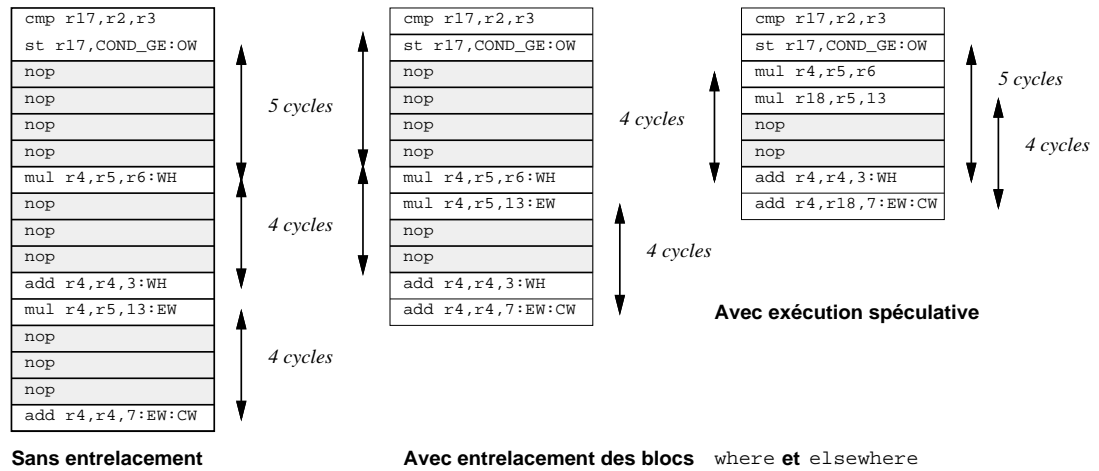 cmp r17,r2,r3
st r17,COND_GE:OW
nop
nop
nop
nop
mul r4,r5,r6:WH
nop
nop
nop
add r4,r4,3:WH
mul r4,r5,13:EW
nop
nop
nop
add r4,r4,7:EW:CW
5 cycles
4 cycles
4 cycles
Sans entrelacement
cmp r17,r2,r3
st r17,COND_GE:OW
nop
nop
nop
nop
mul r4,r5,r6:WH
mul r4,r5,13:EW
nop
nop
add r4,r4,3:WH
add r4,r4,7:EW:CW
4 cycles
4 cycles
Avec entrelacement des blocs where et elsewhere
cmp r17,r2,r3
st r17,COND_GE:OW
mul r4,r5,r6
mul r18,r5,13
nop
nop
add r4,r4,3:WH
add r4,r18,7:EW:CW
5 cycles
4 cycles
Avec exécution spéculative